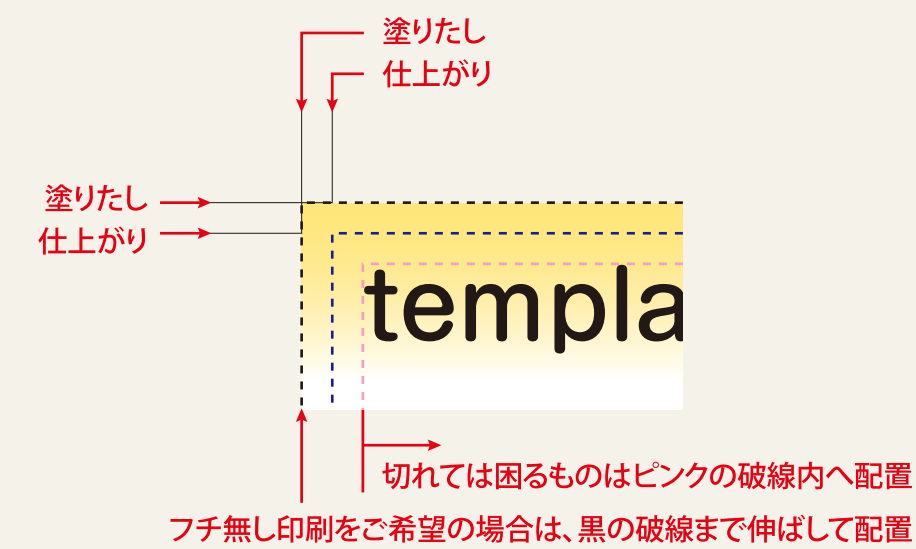 塗りたし
仕上がり
塗りたし
仕上がり
templa
切れては困るものはピンクの破線内へ配置
フチ無し印刷をご希望の場合は、黒の破線まで伸ばして配置